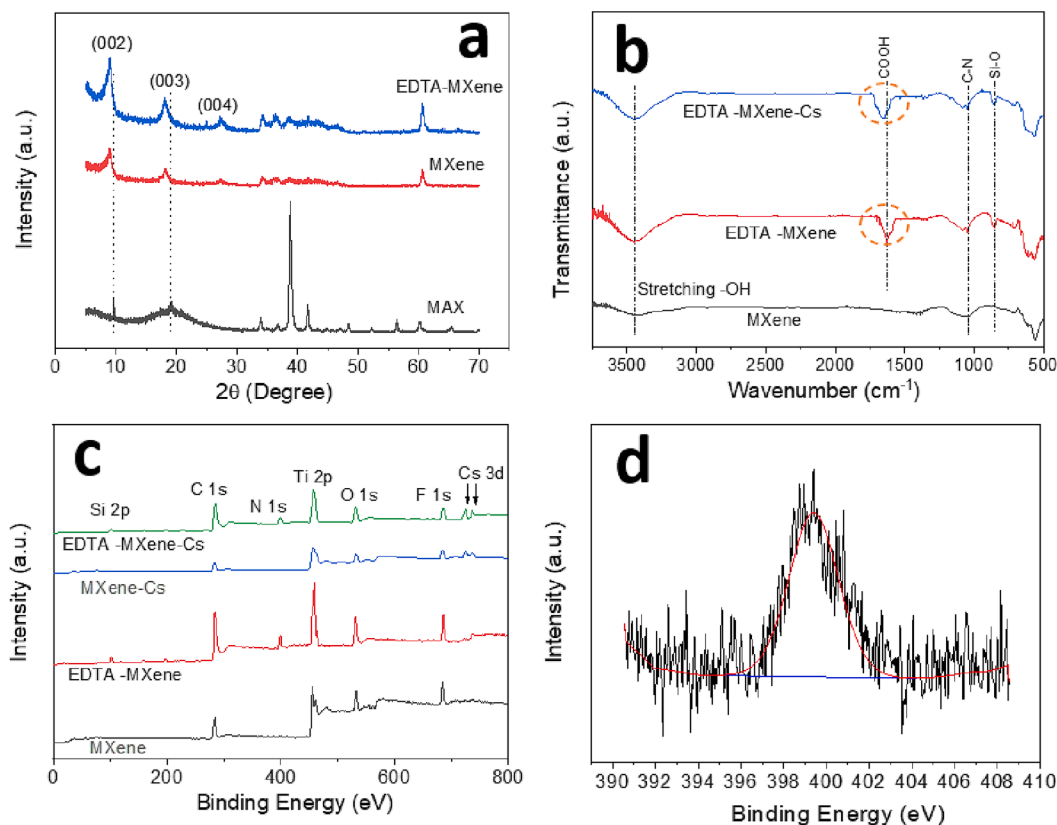 a
(002)
(003)
(004)
EDTA-MXene
MXene
MAX
Intensity (a.u.)
0 10 20 30 40 50 60 70
2θ (Degree)
b
COOH
C-N
Si-O
EDTA -MXene-Cs
EDTA -MXene
Stretching -OH
MXene
Transmittance (a.u.)
3500 3000 2500 2000 1500 1000 500
Wavenumber (cm⁻¹)
c
Si 2p
C 1s
N 1s
Ti 2p
O 1s
F 1s
Cs 3d
EDTA -MXene-Cs
MXene-Cs
EDTA -MXene
MXene
Intensity (a.u.)
0 200 400 600 800
Binding Energy (eV)
d
Intensity (a.u.)
390 392 394 396 398 400 402 404 406 408 410
Binding Energy (eV)